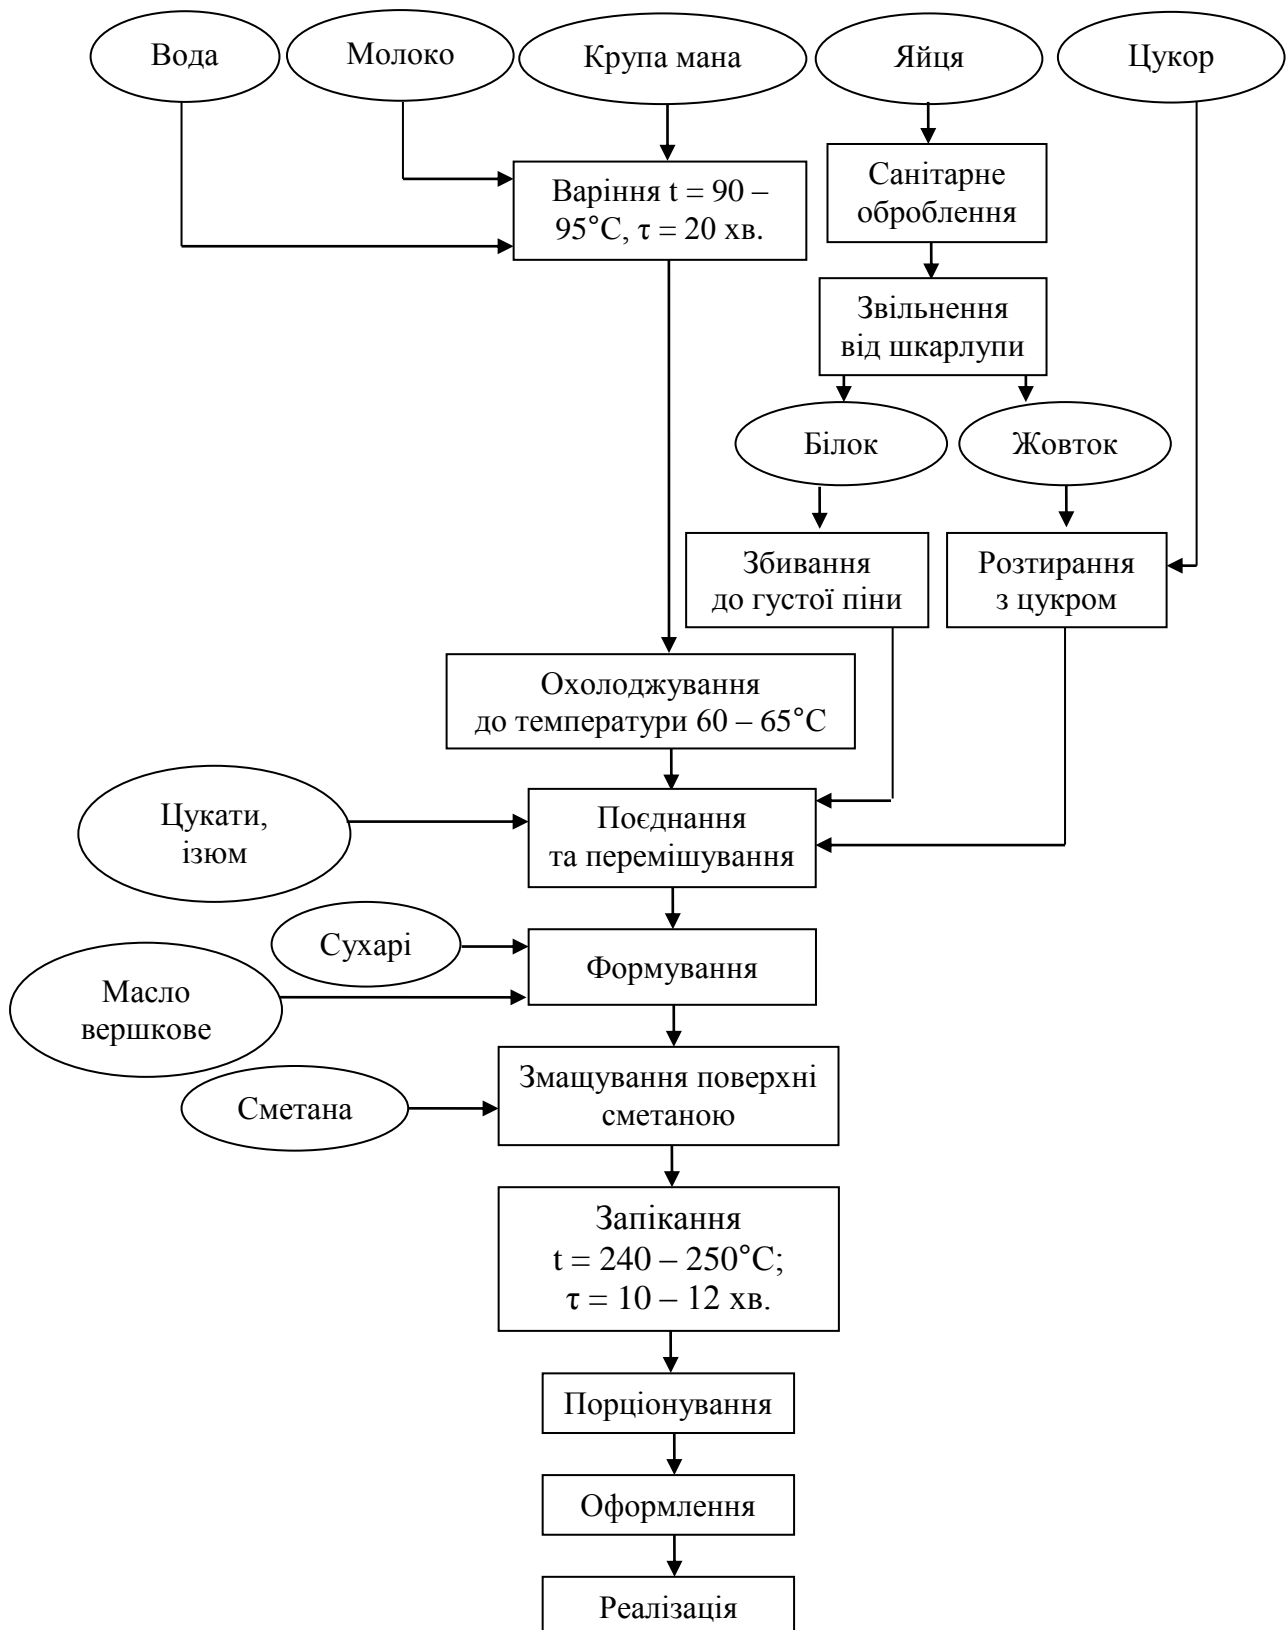 Вода
Молоко
Крупа мана
Яйця
Цукор
Варіння t = 90 –
95°С, τ = 20 хв.
Санітарне
оброблення
Звільнення
від шкарлупи
Білок
Жовток
Збивання
до густої піни
Розтирання
з цукром
Охолоджування
до температури 60 – 65°С
Цукати,
ізюм
Поєднання
та перемішування
Сухарі
Формування
Масло
вершкове
Змащування поверхні
сметаною
Сметана
Запікання
t = 240 – 250°С;
τ = 10 – 12 хв.
Порціонування
Оформлення
Реалізація